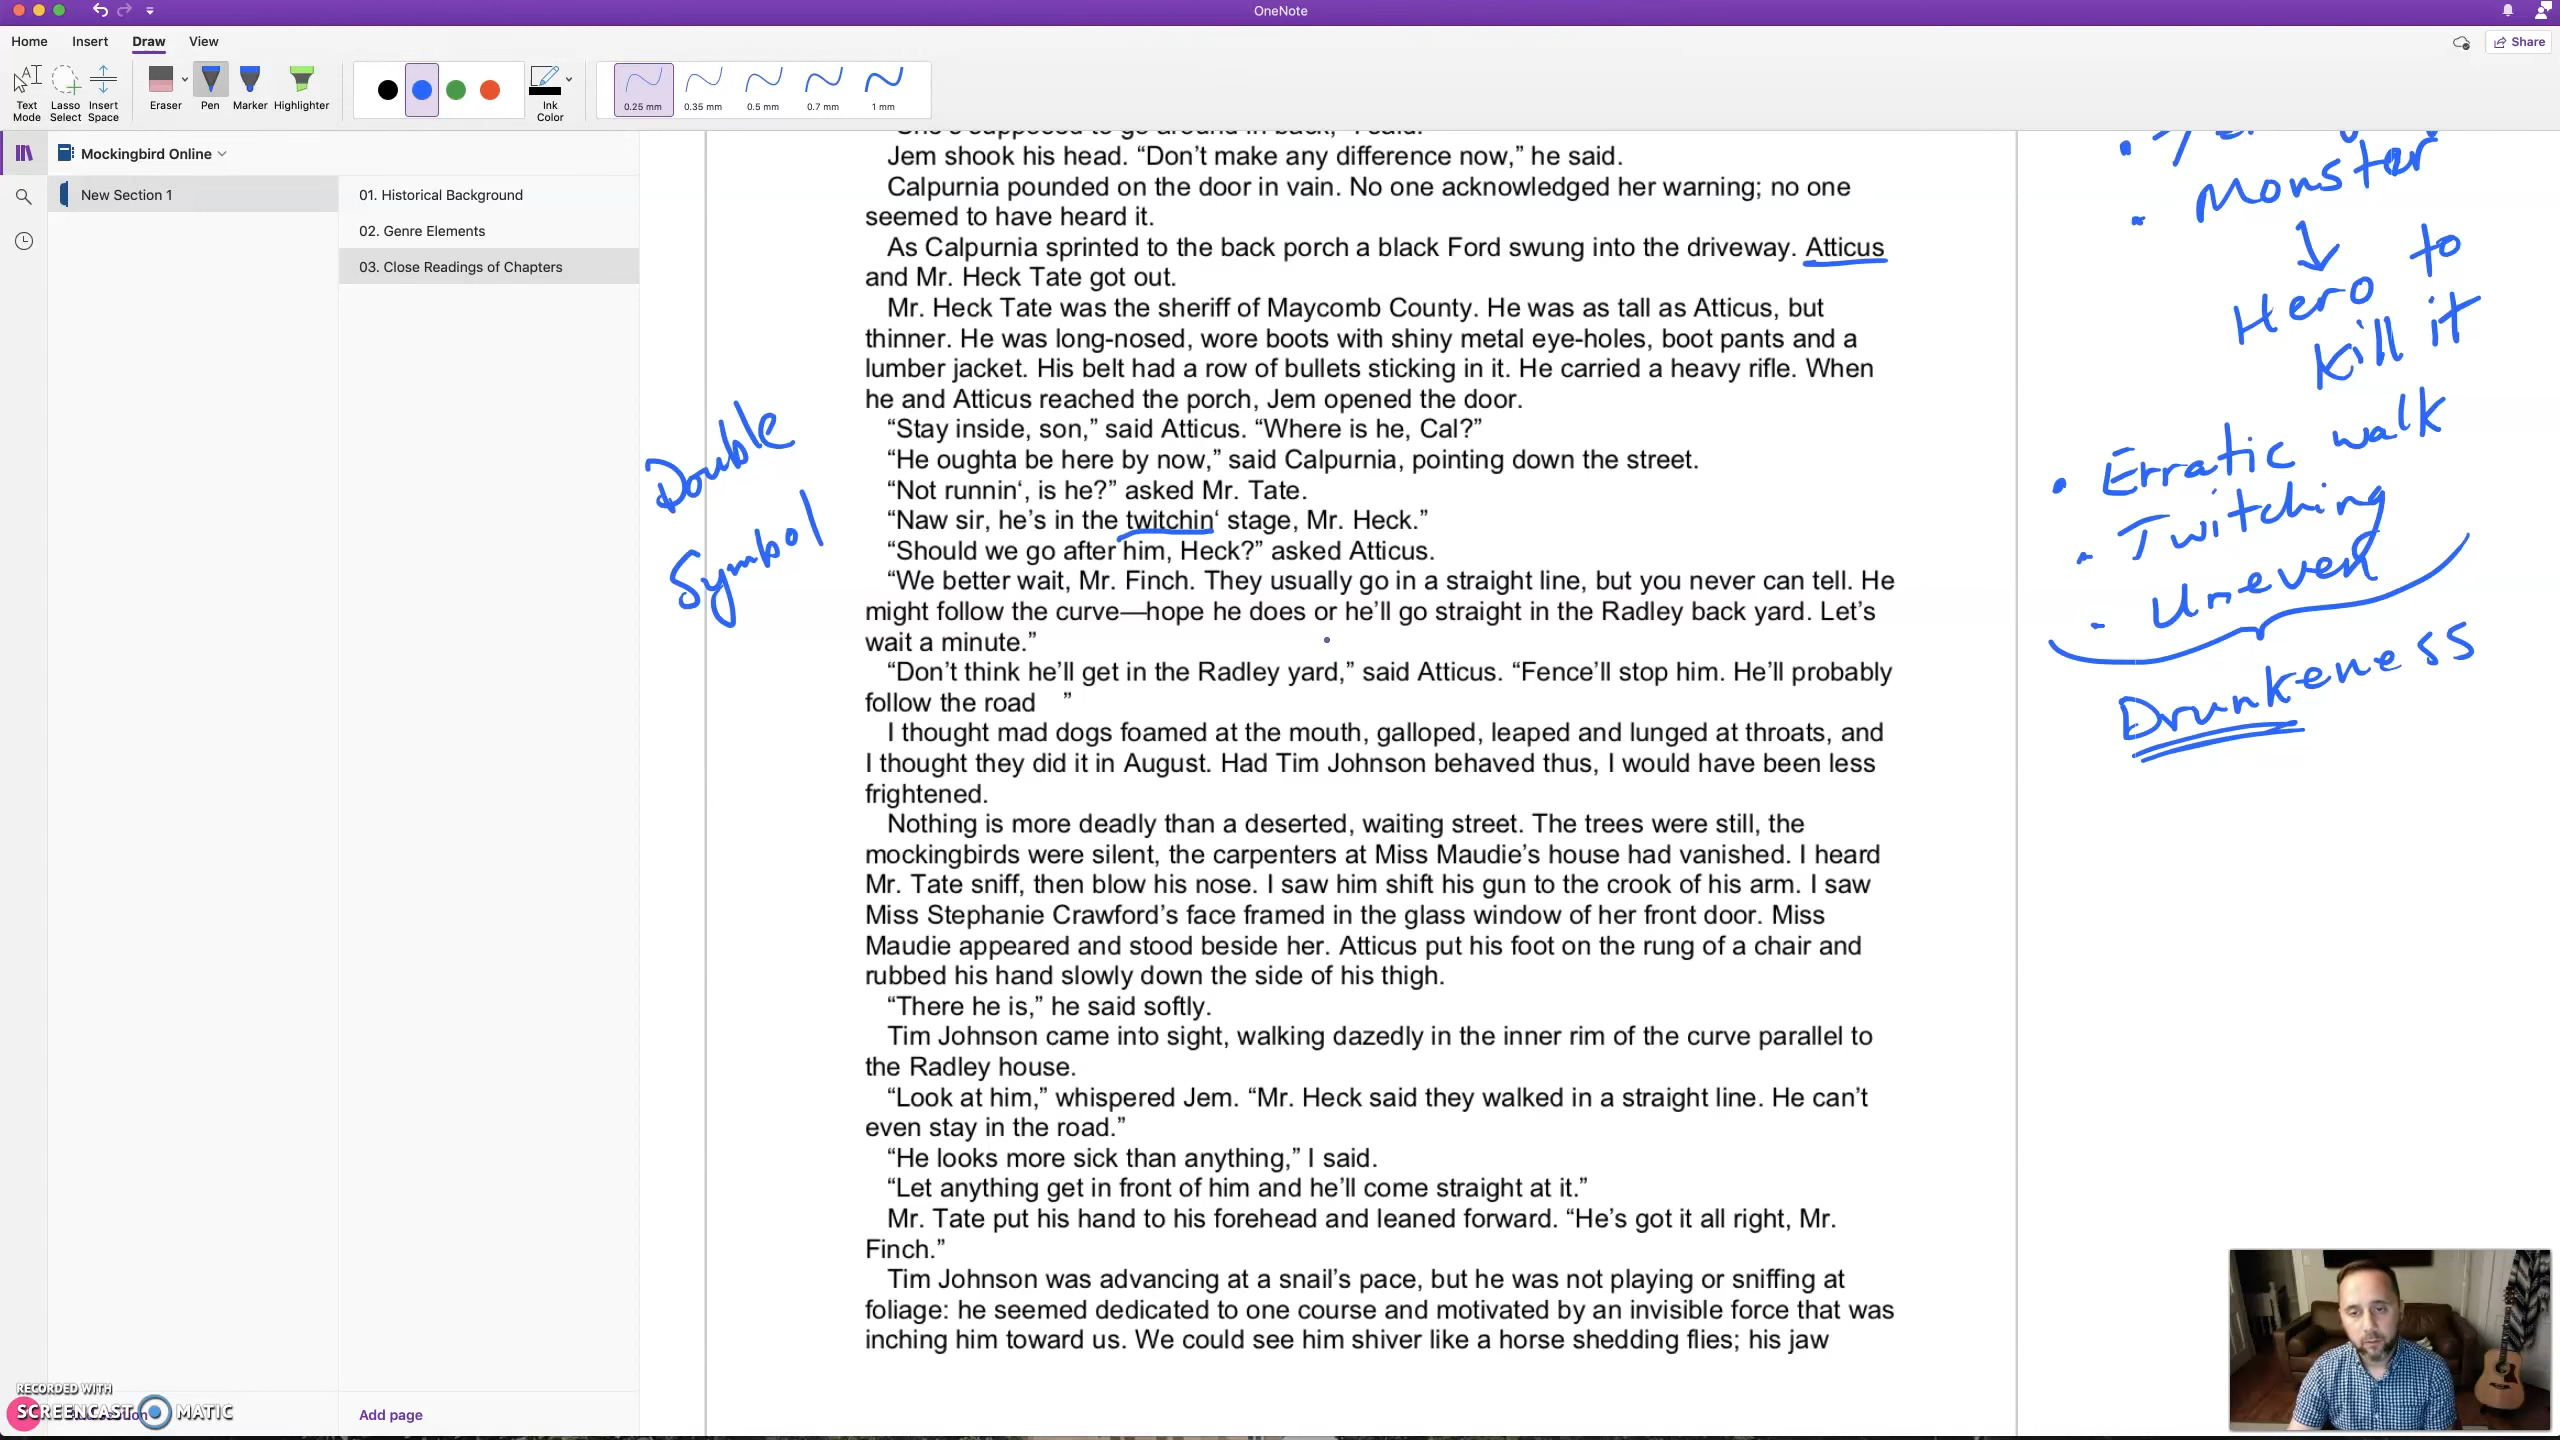 OneNote
Home Insert Draw View
Share
Text Mode
Lasso Select
Insert Space
Eraser
Pen
Marker
Highlighter
Ink Color
0.25 mm
0.35 mm
0.5 mm
0.7 mm
1 mm
Mockingbird Online
New Section 1
01. Historical Background
02. Genre Elements
03. Close Readings of Chapters
Add page
Jem shook his head. “Don’t make any difference now,” he said.
Calpurnia pounded on the door in vain. No one acknowledged her warning; no one
seemed to have heard it.
As Calpurnia sprinted to the back porch a black Ford swung into the driveway. Atticus
and Mr. Heck Tate got out.
Mr. Heck Tate was the sheriff of Maycomb County. He was as tall as Atticus, but
thinner. He was long-nosed, wore boots with shiny metal eye-holes, boot pants and a
lumber jacket. His belt had a row of bullets sticking in it. He carried a heavy rifle. When
he and Atticus reached the porch, Jem opened the door.
“Stay inside, son,” said Atticus. “Where is he, Cal?”
“He oughta be here by now,” said Calpurnia, pointing down the street.
“Not runnin‘, is he?” asked Mr. Tate.
“Naw sir, he’s in the twitchin‘ stage, Mr. Heck.”
“Should we go after him, Heck?” asked Atticus.
“We better wait, Mr. Finch. They usually go in a straight line, but you never can tell. He
might follow the curve—hope he does or he’ll go straight in the Radley back yard. Let’s
wait a minute.”
“Don’t think he’ll get in the Radley yard,” said Atticus. “Fence’ll stop him. He’ll probably
follow the road ”
I thought mad dogs foamed at the mouth, galloped, leaped and lunged at throats, and
I thought they did it in August. Had Tim Johnson behaved thus, I would have been less
frightened.
Nothing is more deadly than a deserted, waiting street. The trees were still, the
mockingbirds were silent, the carpenters at Miss Maudie’s house had vanished. I heard
Mr. Tate sniff, then blow his nose. I saw him shift his gun to the crook of his arm. I saw
Miss Stephanie Crawford’s face framed in the glass window of her front door. Miss
Maudie appeared and stood beside her. Atticus put his foot on the rung of a chair and
rubbed his hand slowly down the side of his thigh.
“There he is,” he said softly.
Tim Johnson came into sight, walking dazedly in the inner rim of the curve parallel to
the Radley house.
“Look at him,” whispered Jem. “Mr. Heck said they walked in a straight line. He can’t
even stay in the road.”
“He looks more sick than anything,” I said.
“Let anything get in front of him and he’ll come straight at it.”
Mr. Tate put his hand to his forehead and leaned forward. “He’s got it all right, Mr.
Finch.”
Tim Johnson was advancing at a snail’s pace, but he was not playing or sniffing at
foliage: he seemed dedicated to one course and motivated by an invisible force that was
inching him toward us. We could see him shiver like a horse shedding flies; his jaw
Double
Symbol
• Monster
Hero to
kill it
• Erratic walk
- Twitching
- Uneven
Drunkeness
RECORDED WITH
SCREENCAST MATIC